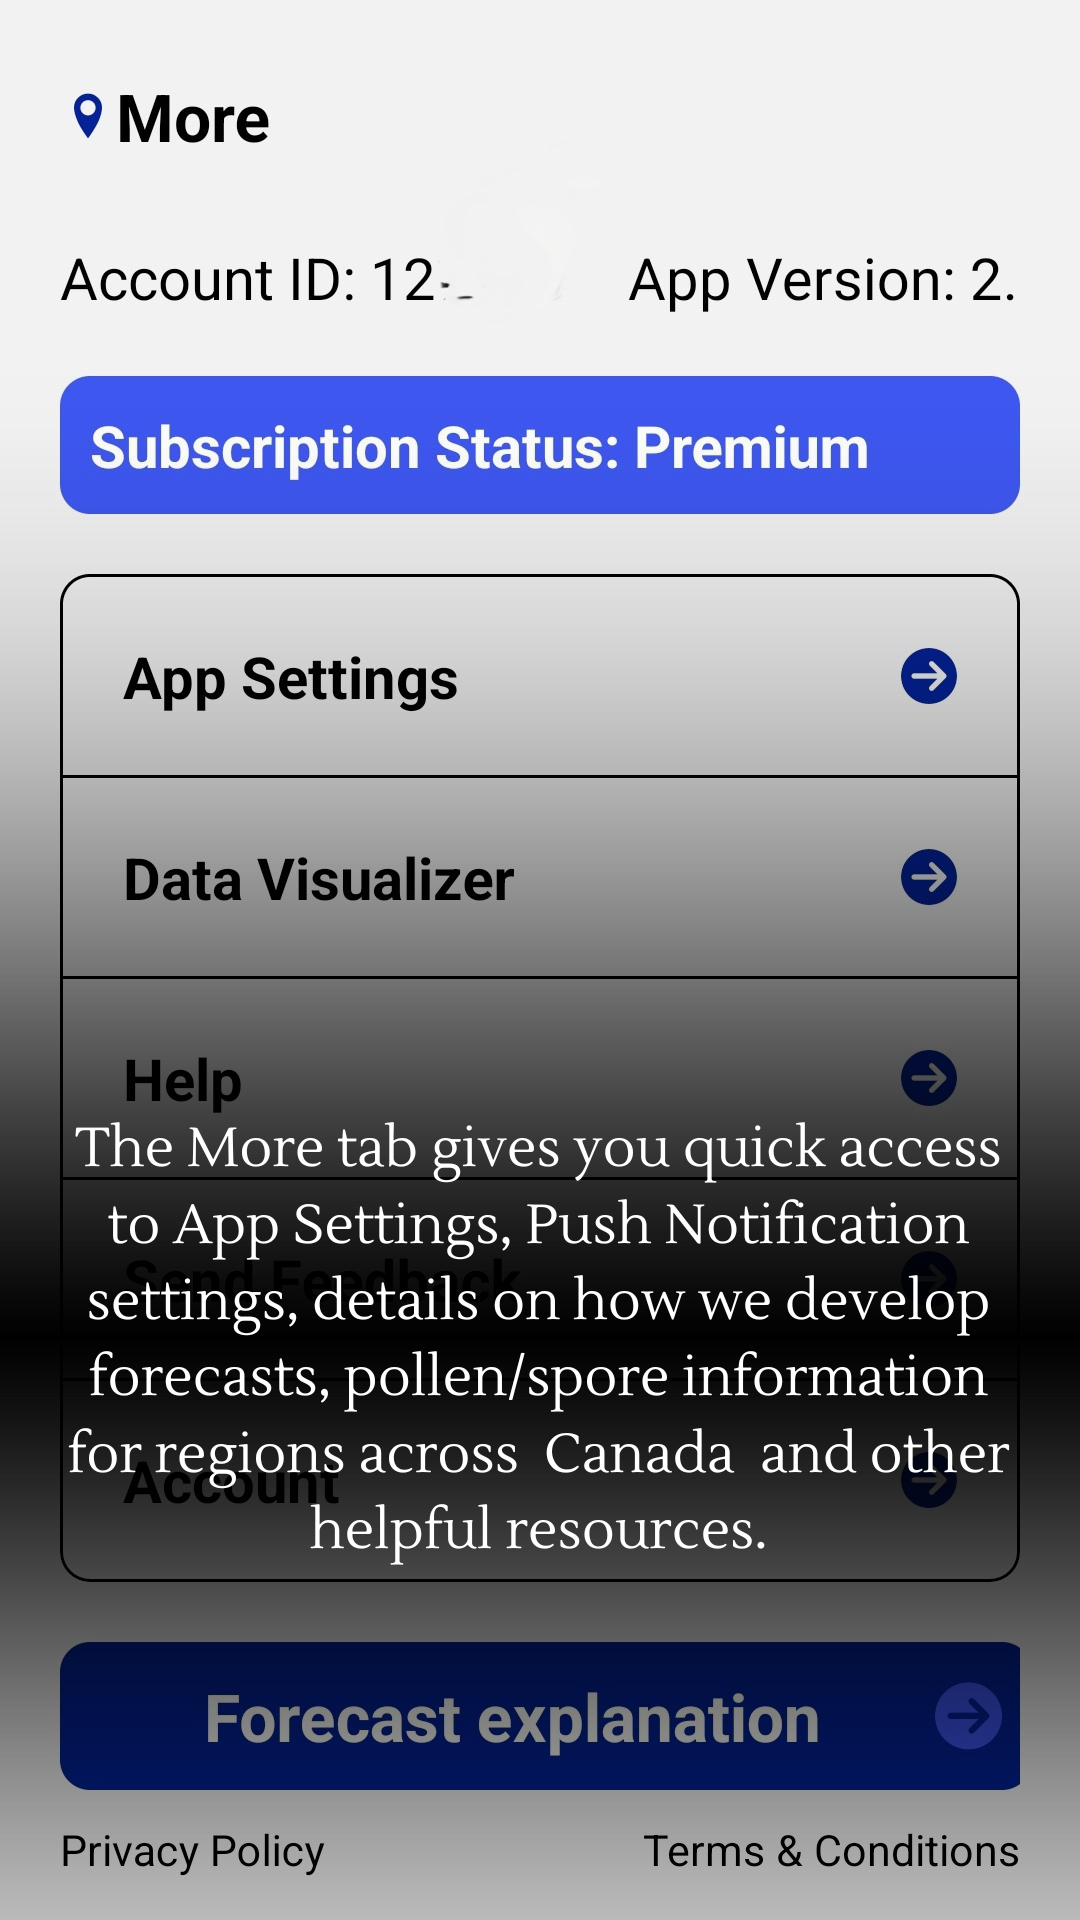 More
Account ID: 12
App Version: 2.
Subscription Status: Premium
App Settings
Data Visualizer
Help
The More tab gives you quick access
to App Settings, Push Notification
Send Feedback
settings, details on how we develop
forecasts, pollen/spore information
for regions across  Canada  and other
Account
helpful resources.
Forecast explanation
Privacy Policy
Terms & Conditions